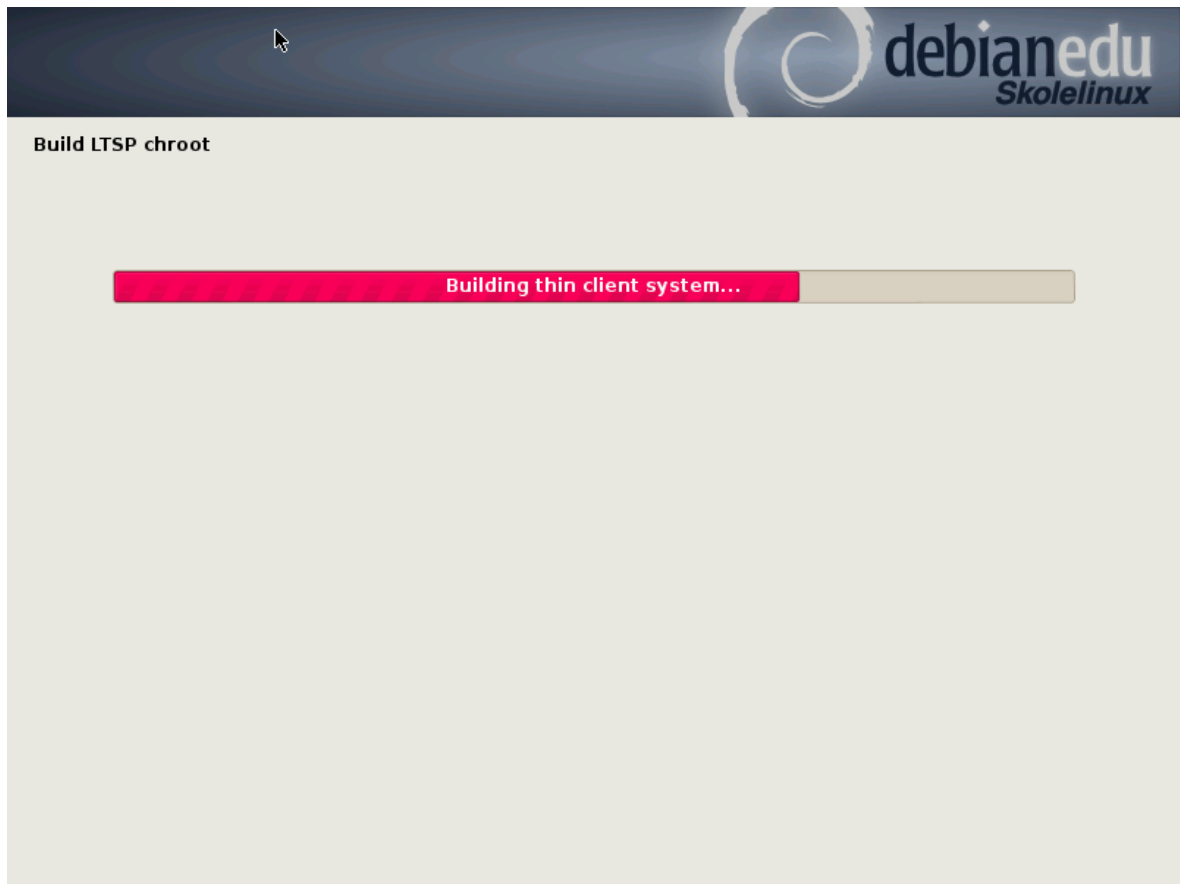 debianedu
Skolelinux
Build LTSP chroot
Building thin client system...